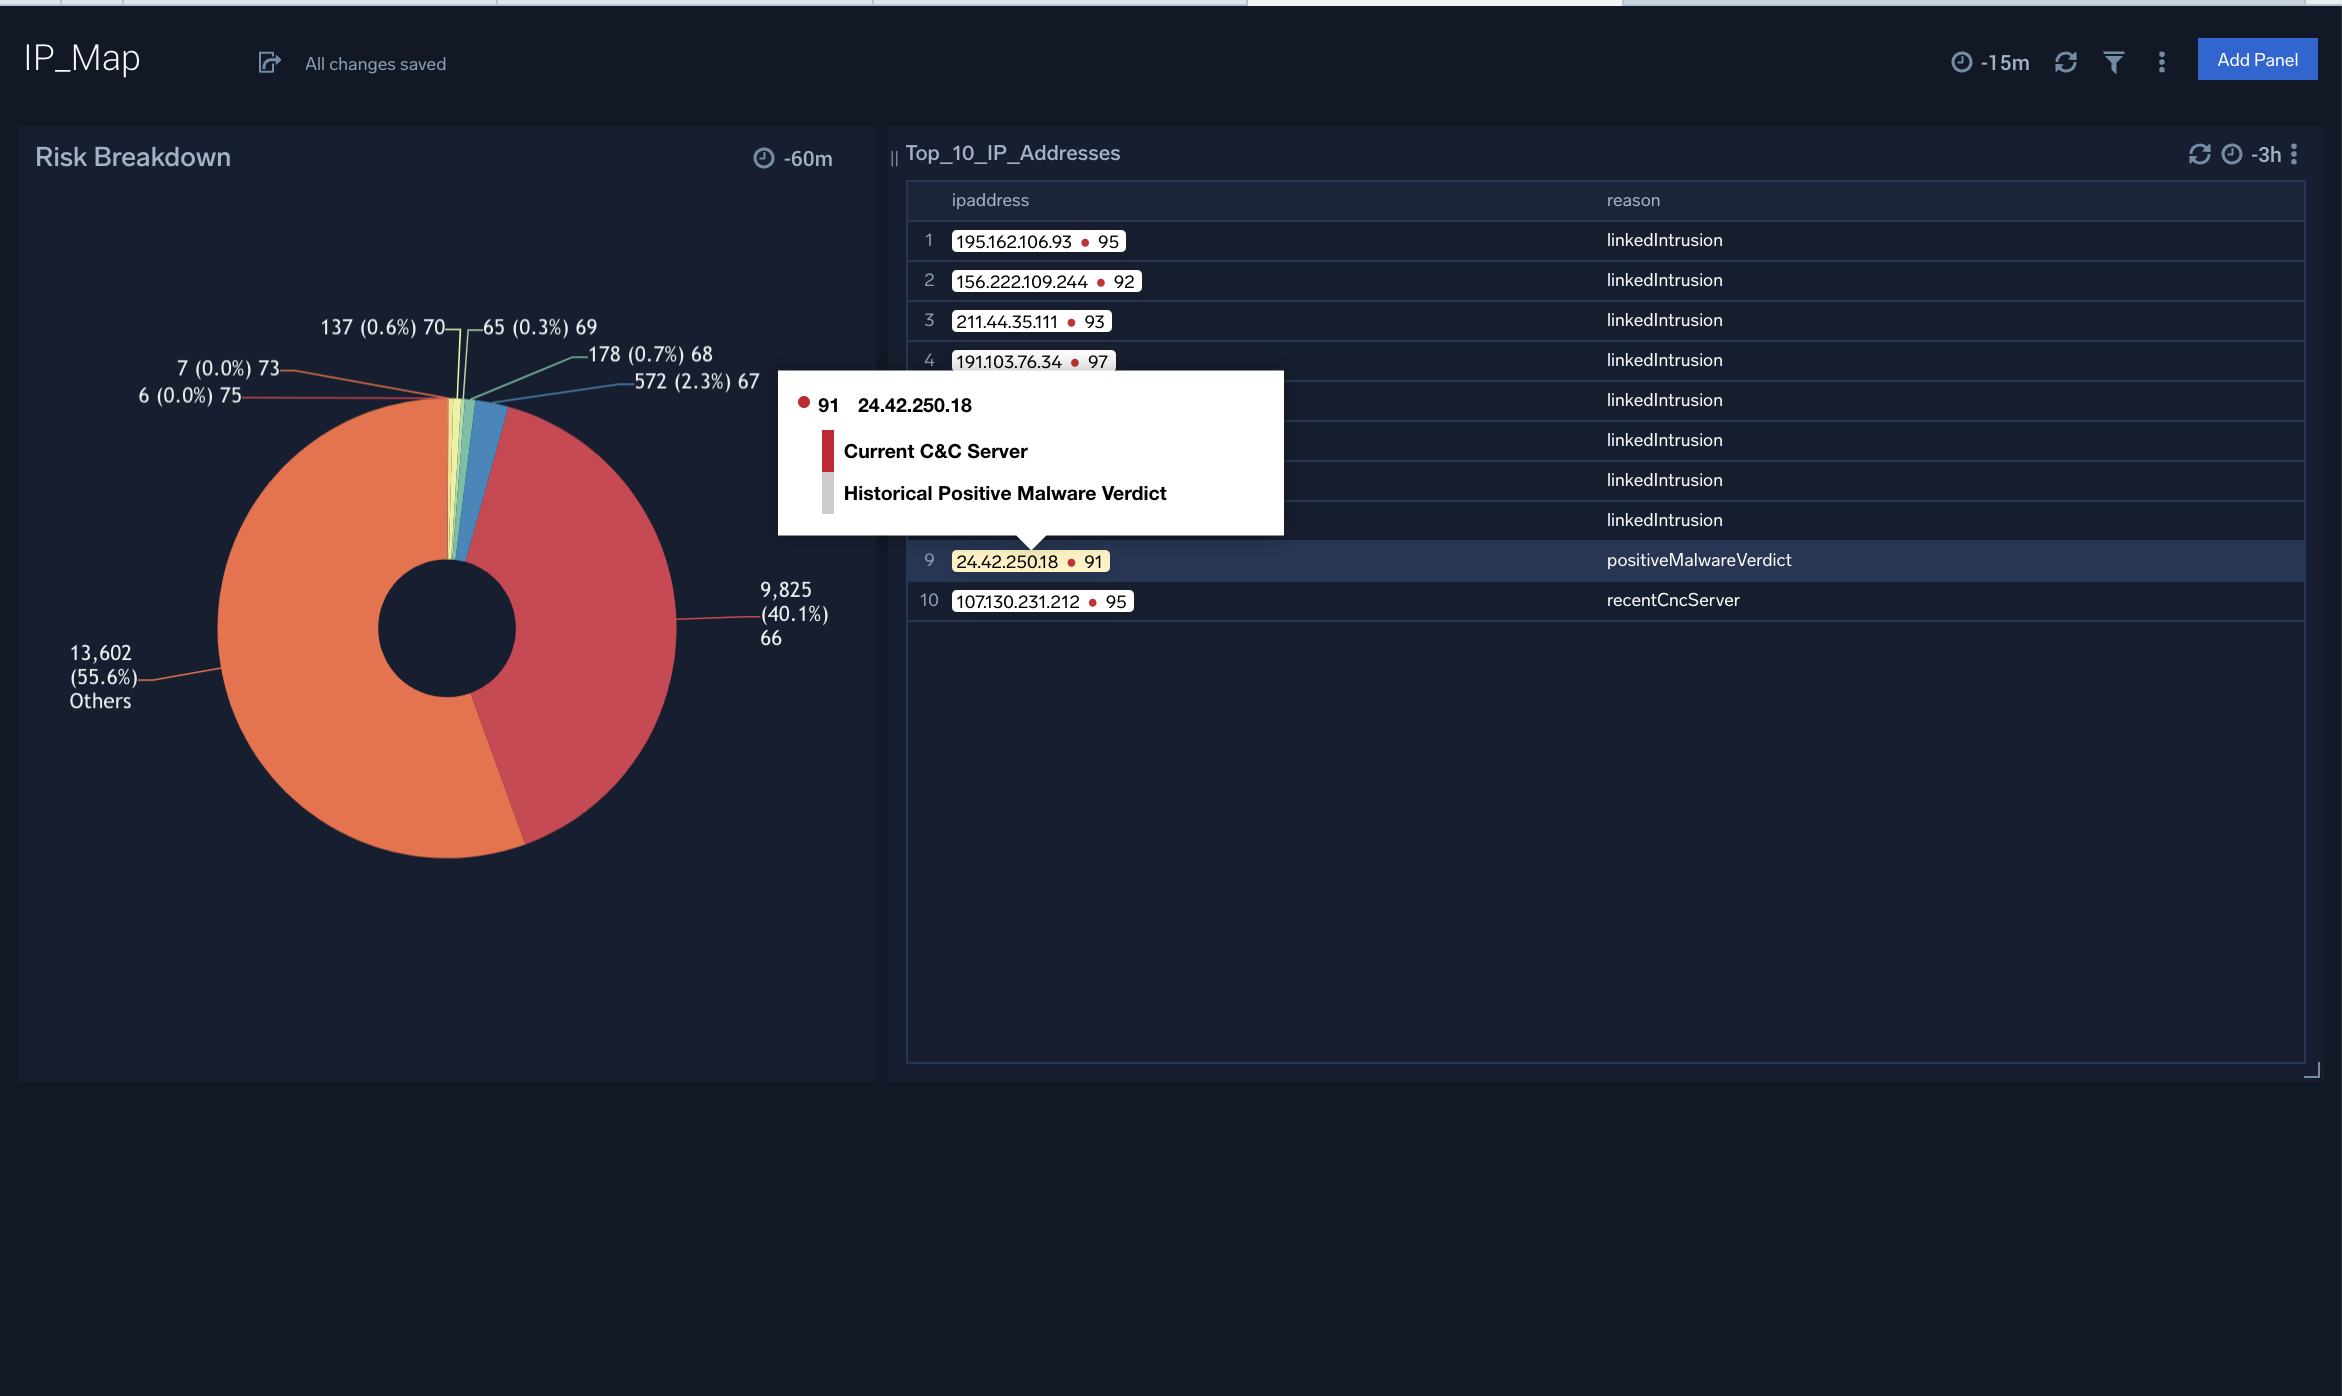 IP_Map
All changes saved
-15m
Add Panel
Risk Breakdown
-60m
137 (0.6%) 70
65 (0.3%) 69
7 (0.0%) 73
178 (0.7%) 68
6 (0.0%) 75
572 (2.3%) 67
9,825
(40.1%)
66
13,602
(55.6%)
Others
Top_10_IP_Addresses
-3h
ipaddress reason
1 195.162.106.93 • 95 linkedIntrusion
2 156.222.109.244 • 92 linkedIntrusion
3 211.44.35.111 • 93 linkedIntrusion
4 191.103.76.34 • 97 linkedIntrusion
linkedIntrusion
linkedIntrusion
linkedIntrusion
linkedIntrusion
91 24.42.250.18
Current C&C Server
Historical Positive Malware Verdict
9 24.42.250.18 • 91 positiveMalwareVerdict
10 107.130.231.212 • 95 recentCncServer